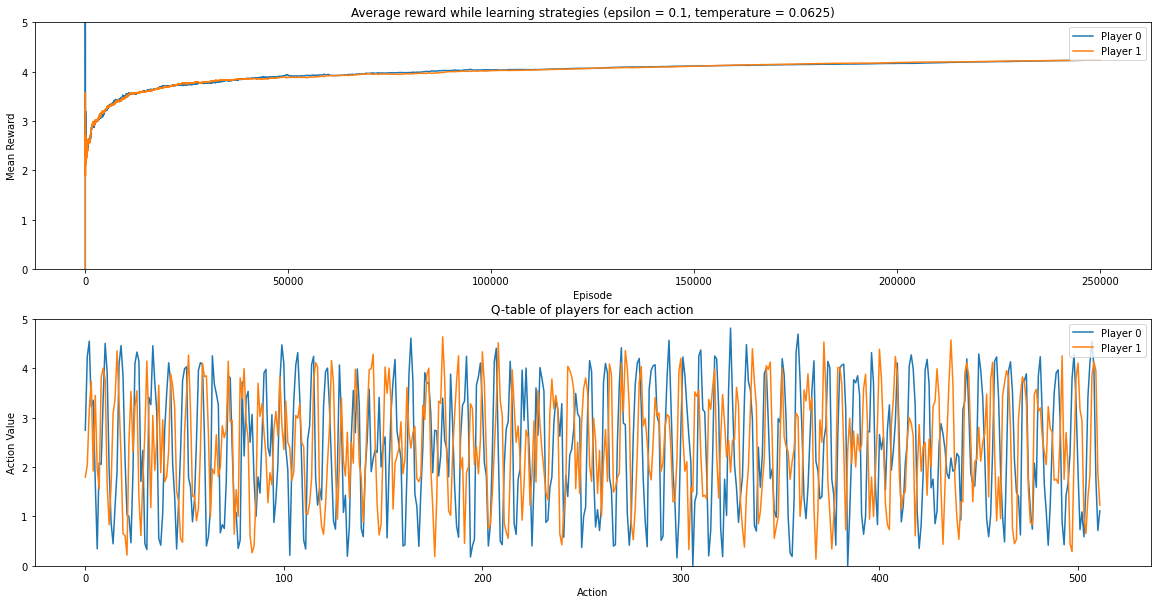 Average reward while learning strategies (epsilon = 0.1, temperature = 0.0625)
5
4
3
2
1
0
Mean Reward
Player 0
Player 1
0
50000
100000
150000
200000
250000
Episode
Q-table of players for each action
5
4
3
2
1
0
Action Value
Player 0
Player 1
0
100
200
300
400
500
Action